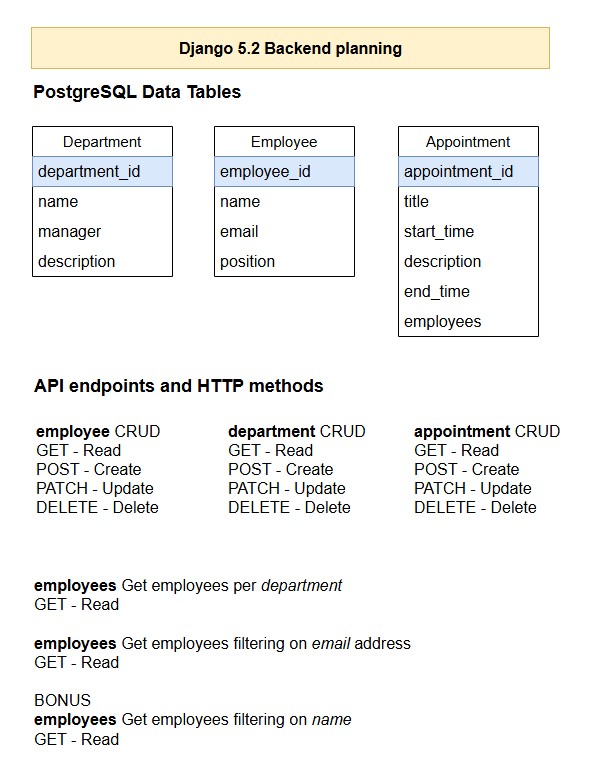 Django 5.2 Backend planning
PostgreSQL Data Tables
Department
department_id
name
manager
description
Employee
employee_id
name
email
position
Appointment
appointment_id
title
start_time
description
end_time
employees
API endpoints and HTTP methods
employee CRUD
GET - Read
POST - Create
PATCH - Update
DELETE - Delete
department CRUD
GET - Read
POST - Create
PATCH - Update
DELETE - Delete
appointment CRUD
GET - Read
POST - Create
PATCH - Update
DELETE - Delete
employees Get employees per department
GET - Read
employees Get employees filtering on email address
GET - Read
BONUS
employees Get employees filtering on name
GET - Read